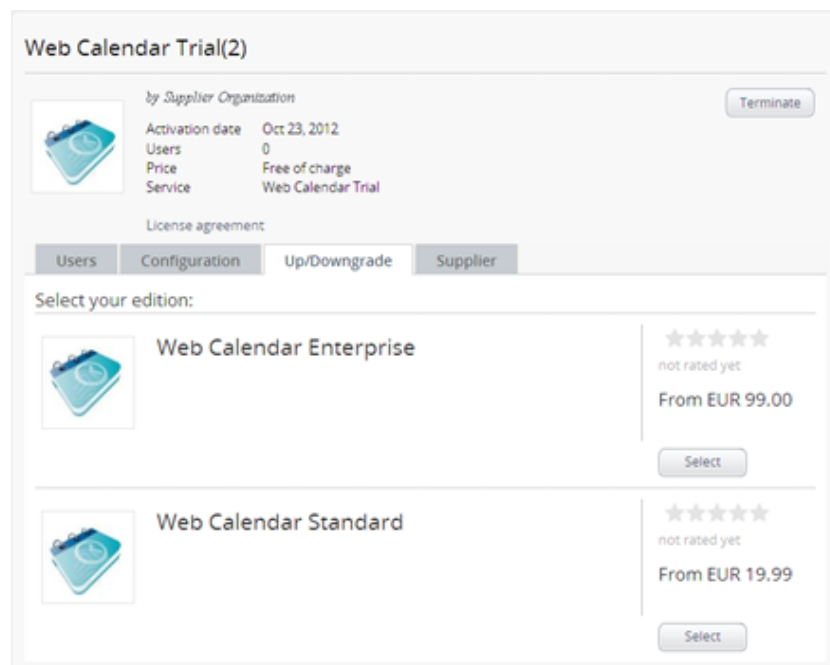 Web Calendar Trial(2)
by Supplier Organization
Terminate
Activation date Oct 23, 2012
Users 0
Price Free of charge
Service Web Calendar Trial
License agreement
Users Configuration Up/Downgrade Supplier
Select your edition:
Web Calendar Enterprise
not rated yet
From EUR 99.00
Select
Web Calendar Standard
not rated yet
From EUR 19.99
Select